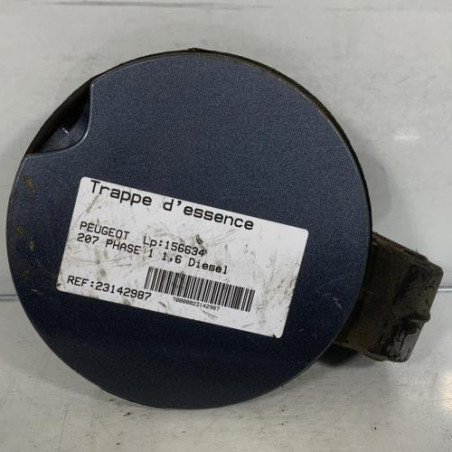 Trappe d'essence
PEUGEOT Lp:156634
207 PHASE 1 1,6 Diesel
REF:23142987